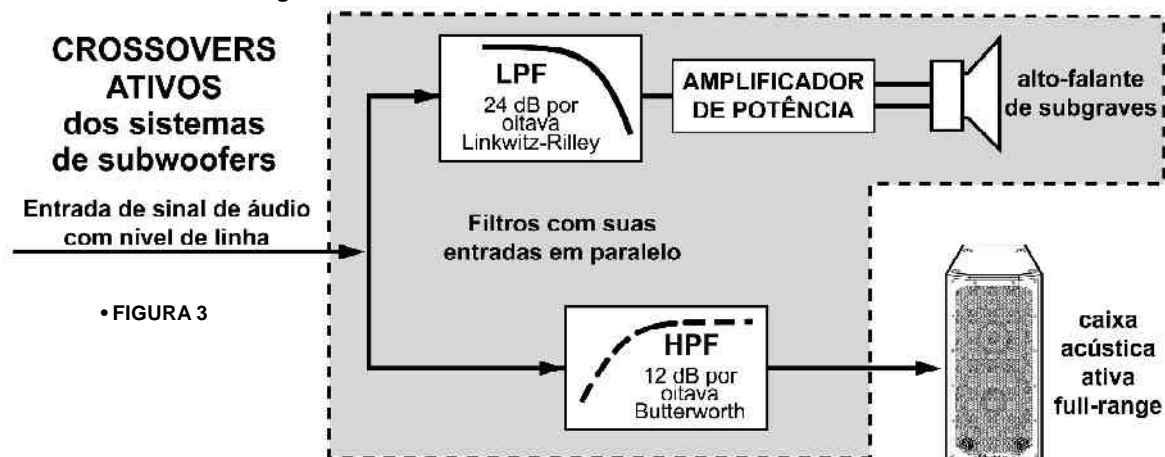 CROSSOVERS
ATIVOS
dos sistemas
de subwoofers
Entrada de sinal de áudio
com nível de linha
• FIGURA 3
LPF
24 dB por
oitava
Linkwitz-Rilley
AMPLIFICADOR
DE POTÊNCIA
alto-falante
de subgraves
Filtros com suas
entradas em paralelo
HPF
12 dB por
oitava
Butterworth
caixa
acústica
ativa
full-range